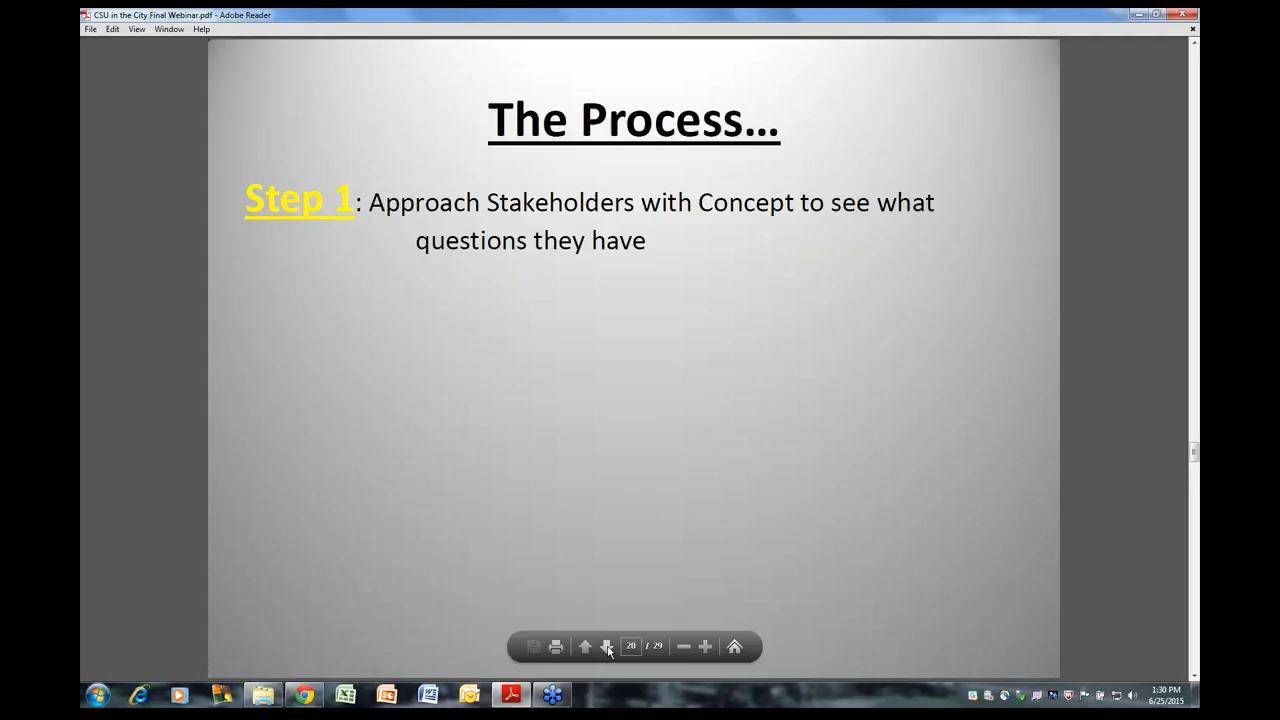 CSU in the City Final Webinar.pdf - Adobe Reader
File Edit View Window Help
The Process...
Step 1: Approach Stakeholders with Concept to see what
questions they have
20 / 29
1:30 PM
6/25/2015